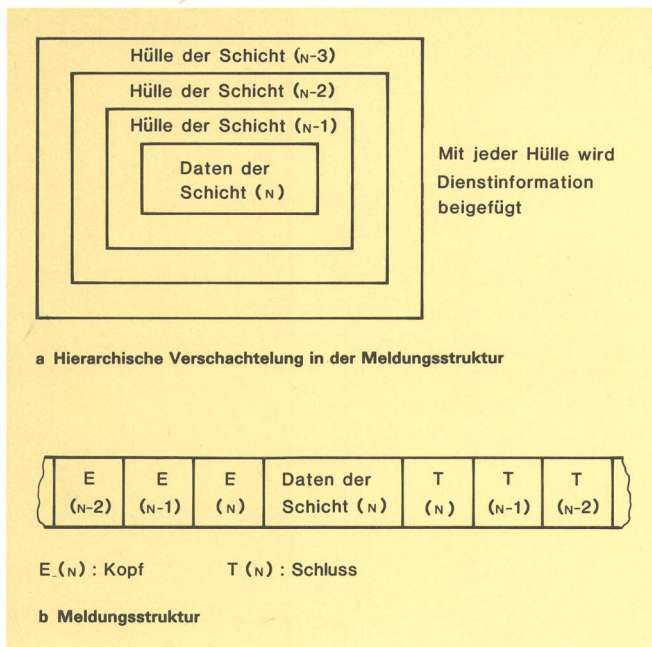 Hülle der Schicht (N-3)
Hülle der Schicht (N-2)
Hülle der Schicht (N-1)
Daten der
Schicht (N)
Mit jeder Hülle wird
Dienstinformation
beigefügt
a Hierarchische Verschachtelung in der Meldungsstruktur
E E E Daten der T T T
(N-2) (N-1) (N) Schicht (N) (N) (N-1) (N-2)
E_(N) : Kopf T (N) : Schluss
b Meldungsstruktur